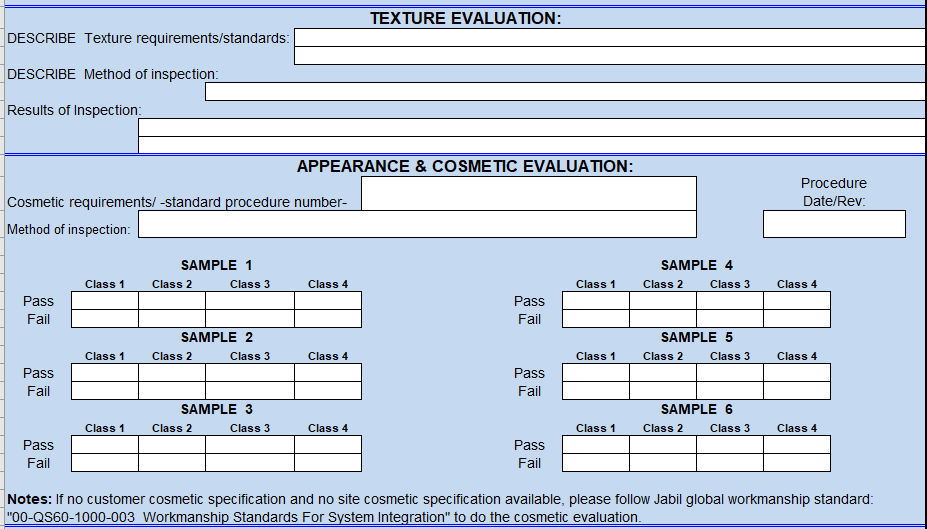 TEXTURE EVALUATION:
DESCRIBE Texture requirements/standards:
DESCRIBE Method of inspection:
Results of Inspection:
APPEARANCE & COSMETIC EVALUATION:
Procedure
Cosmetic requirements/ -standard procedure number-
Date/Rev:
Method of inspection:
SAMPLE 1 SAMPLE 4
Class 1 Class 2 Class 3 Class 4 Class 1 Class 2 Class 3 Class 4
Pass Pass
Fail Fail
SAMPLE 2 SAMPLE 5
Class 1 Class 2 Class 3 Class 4 Class 1 Class 2 Class 3 Class 4
Pass Pass
Fail Fail
SAMPLE 3 SAMPLE 6
Class 1 Class 2 Class 3 Class 4 Class 1 Class 2 Class 3 Class 4
Pass Pass
Fail Fail
Notes: If no customer cosmetic specification and no site cosmetic specification available, please follow Jabil global workmanship standard:
"00-QS60-1000-003 Workmanship Standards For System Integration" to do the cosmetic evaluation.